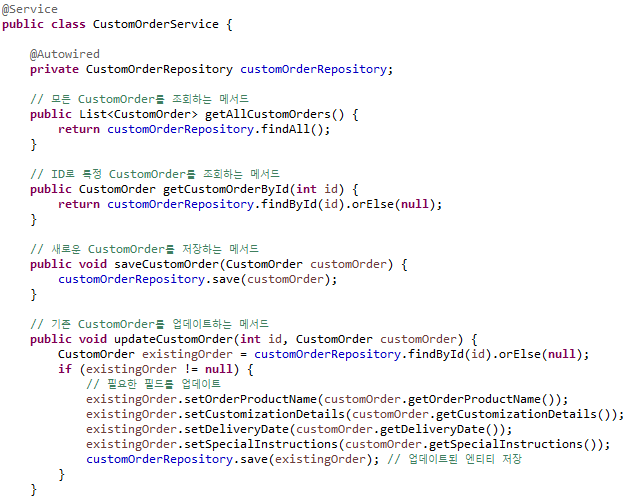 @Service
public class CustomOrderService {
@Autowired
private CustomOrderRepository customOrderRepository;
// 모든 CustomOrder를 조회하는 메서드
public List<CustomOrder> getAllCustomOrders() {
return customOrderRepository.findAll();
}
// ID로 특정 CustomOrder를 조회하는 메서드
public CustomOrder getCustomOrderById(int id) {
return customOrderRepository.findById(id).orElse(null);
}
// 새로운 CustomOrder를 저장하는 메서드
public void saveCustomOrder(CustomOrder customOrder) {
customOrderRepository.save(customOrder);
}
// 기존 CustomOrder를 업데이트하는 메서드
public void updateCustomOrder(int id, CustomOrder customOrder) {
CustomOrder existingOrder = customOrderRepository.findById(id).orElse(null);
if (existingOrder != null) {
// 필요한 필드를 업데이트
existingOrder.setOrderProductName(customOrder.getOrderProductName());
existingOrder.setCustomizationDetails(customOrder.getCustomizationDetails());
existingOrder.setDeliveryDate(customOrder.getDeliveryDate());
existingOrder.setSpecialInstructions(customOrder.getSpecialInstructions());
customOrderRepository.save(existingOrder); // 업데이트된 엔티티 저장
}
}